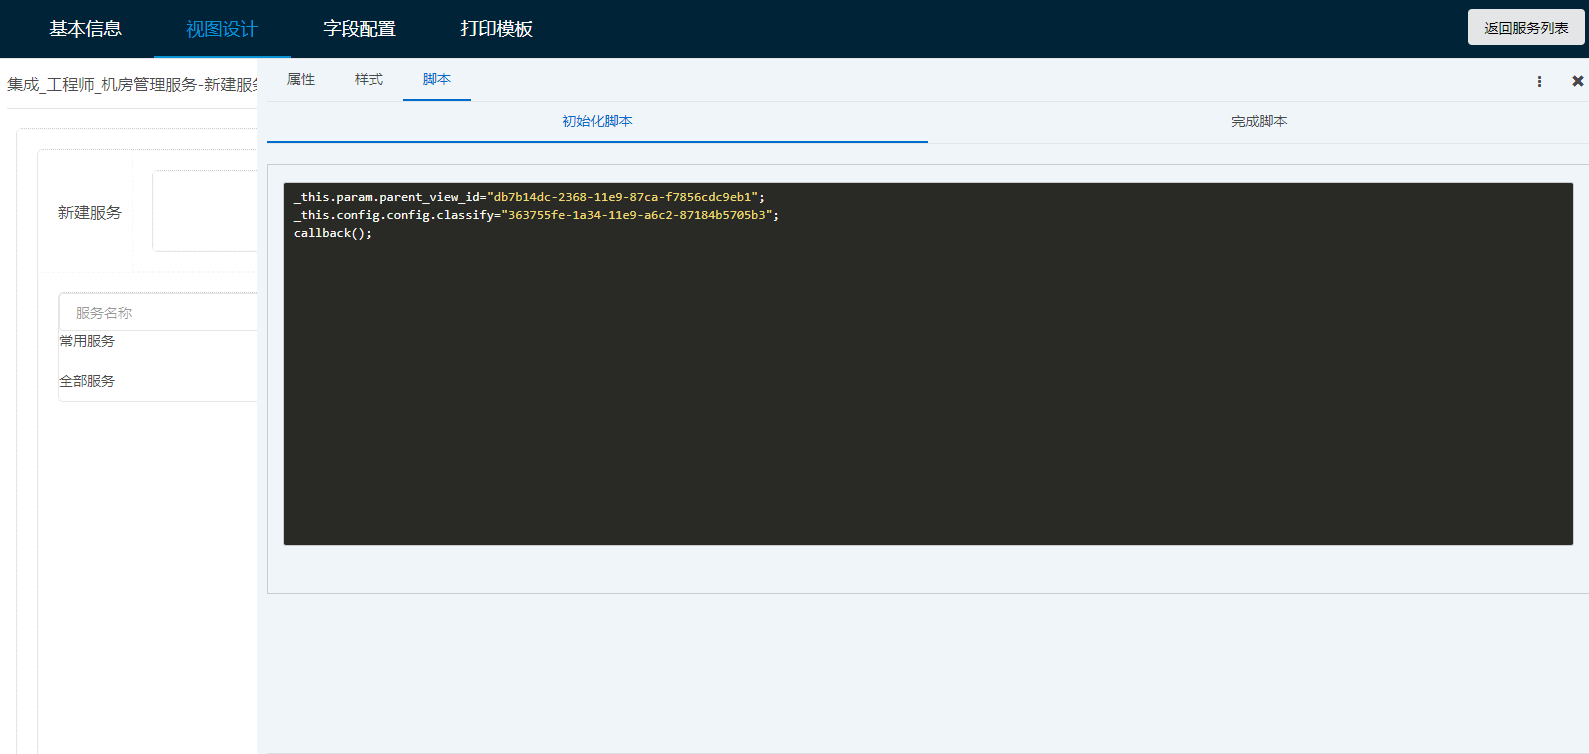 基本信息 视图设计 字段配置 打印模板 返回服务列表
集成_工程师_机房管理服务-新建服务
属性 样式 脚本
初始化脚本 完成脚本
_this.param.parent_view_id="db7b14dc-2368-11e9-87ca-f7856cdc9eb1";
_this.config.config.classify="363755fe-1a34-11e9-a6c2-87184b5705b3";
callback();
新建服务
服务名称
常用服务
全部服务